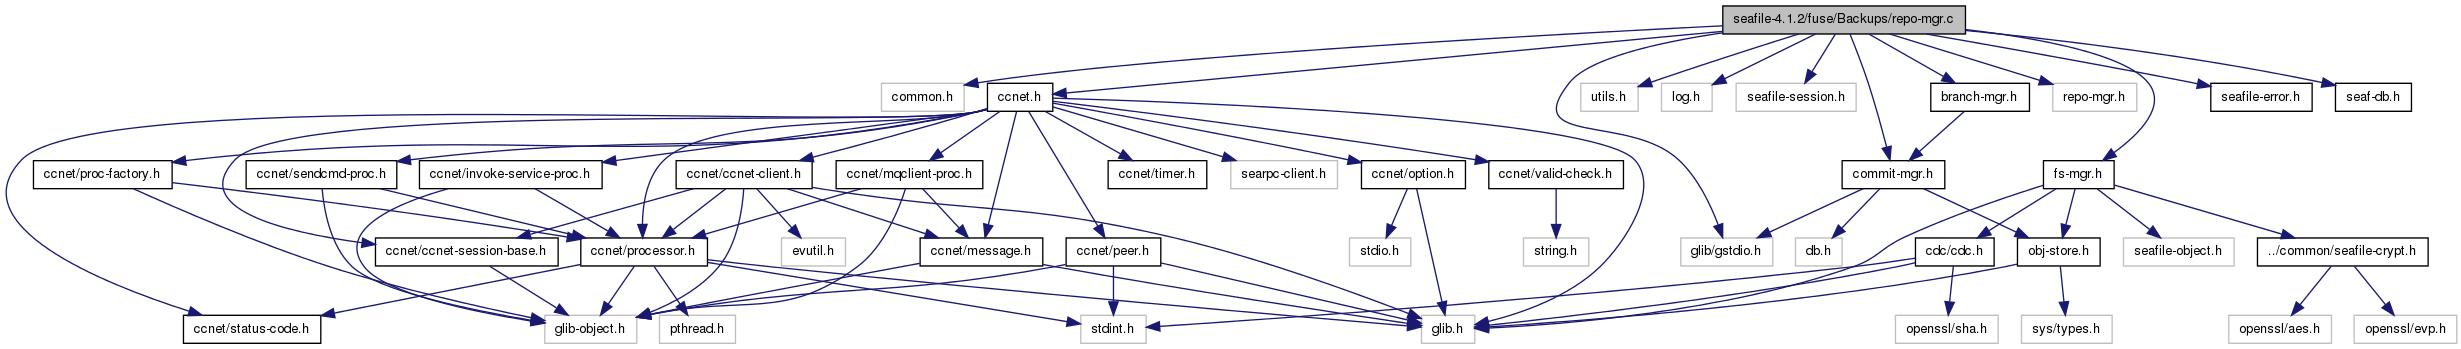 seafile-4.1.2/fuse/Backups/repo-mgr.c
common.h
ccnet.h
utils.h
log.h
seafile-session.h
branch-mgr.h
repo-mgr.h
seafile-error.h
seaf-db.h
ccnet/proc-factory.h
ccnet/sendcmd-proc.h
ccnet/invoke-service-proc.h
ccnet/ccnet-client.h
ccnet/mqclient-proc.h
ccnet/timer.h
searpc-client.h
ccnet/option.h
ccnet/valid-check.h
commit-mgr.h
fs-mgr.h
ccnet/ccnet-session-base.h
ccnet/processor.h
evutil.h
ccnet/message.h
ccnet/peer.h
stdio.h
string.h
glib/gstdio.h
db.h
cdc/cdc.h
obj-store.h
seafile-object.h
../common/seafile-crypt.h
ccnet/status-code.h
glib-object.h
pthread.h
stdint.h
glib.h
openssl/sha.h
sys/types.h
openssl/aes.h
openssl/evp.h